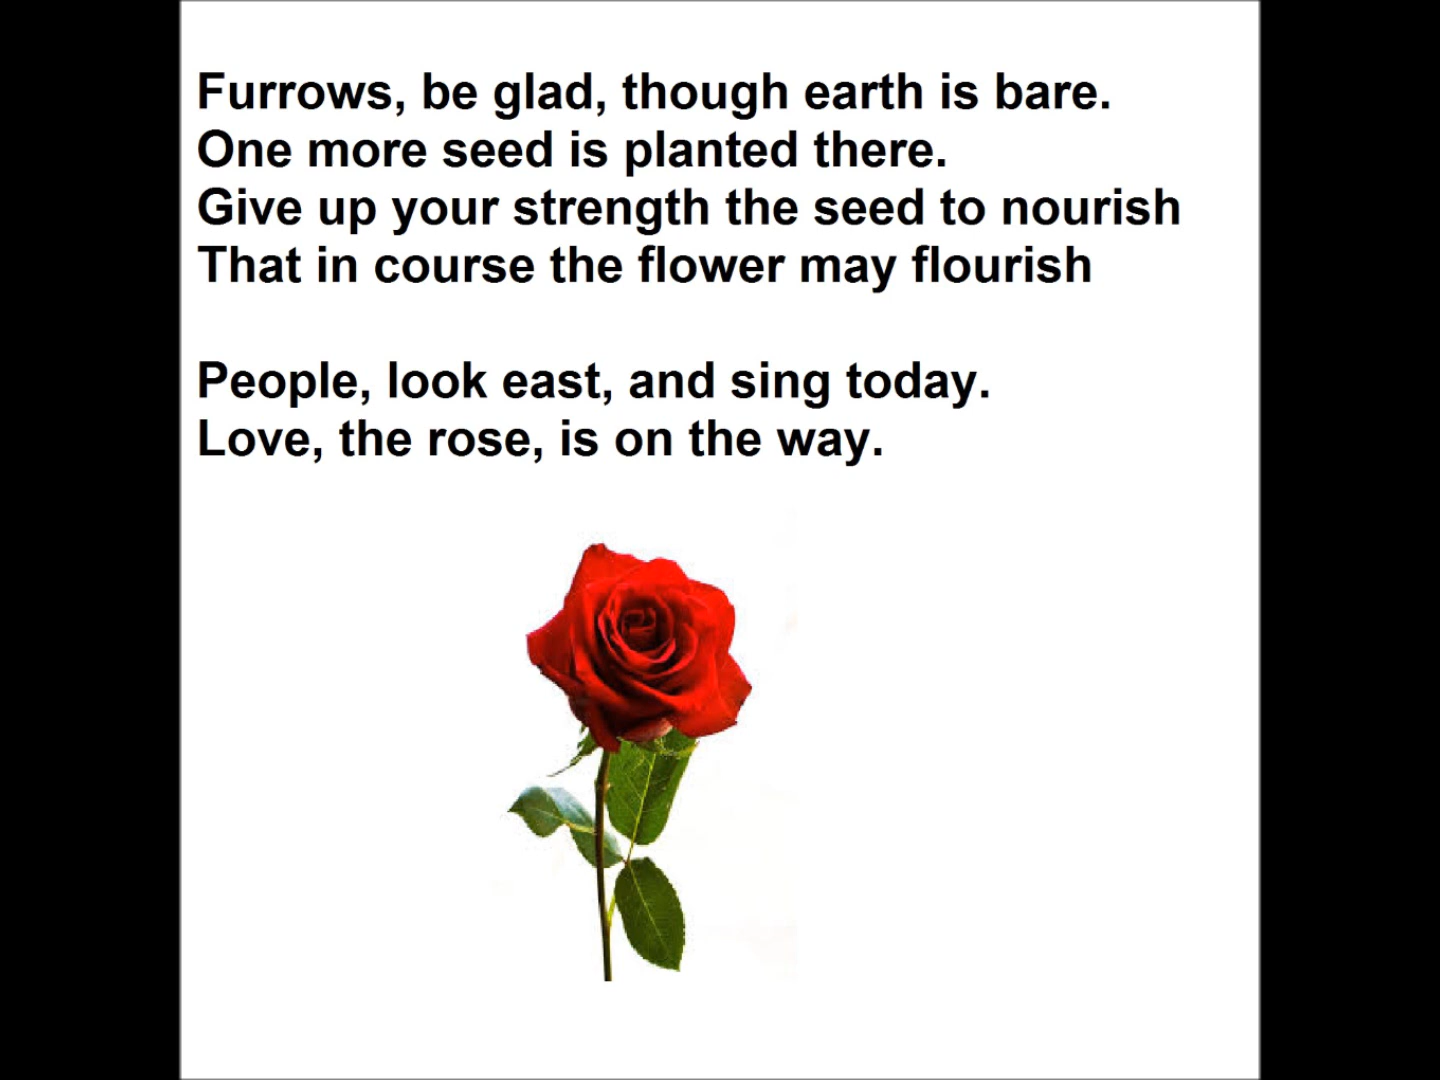 Furrows, be glad, though earth is bare.
One more seed is planted there.
Give up your strength the seed to nourish
That in course the flower may flourish
People, look east, and sing today.
Love, the rose, is on the way.